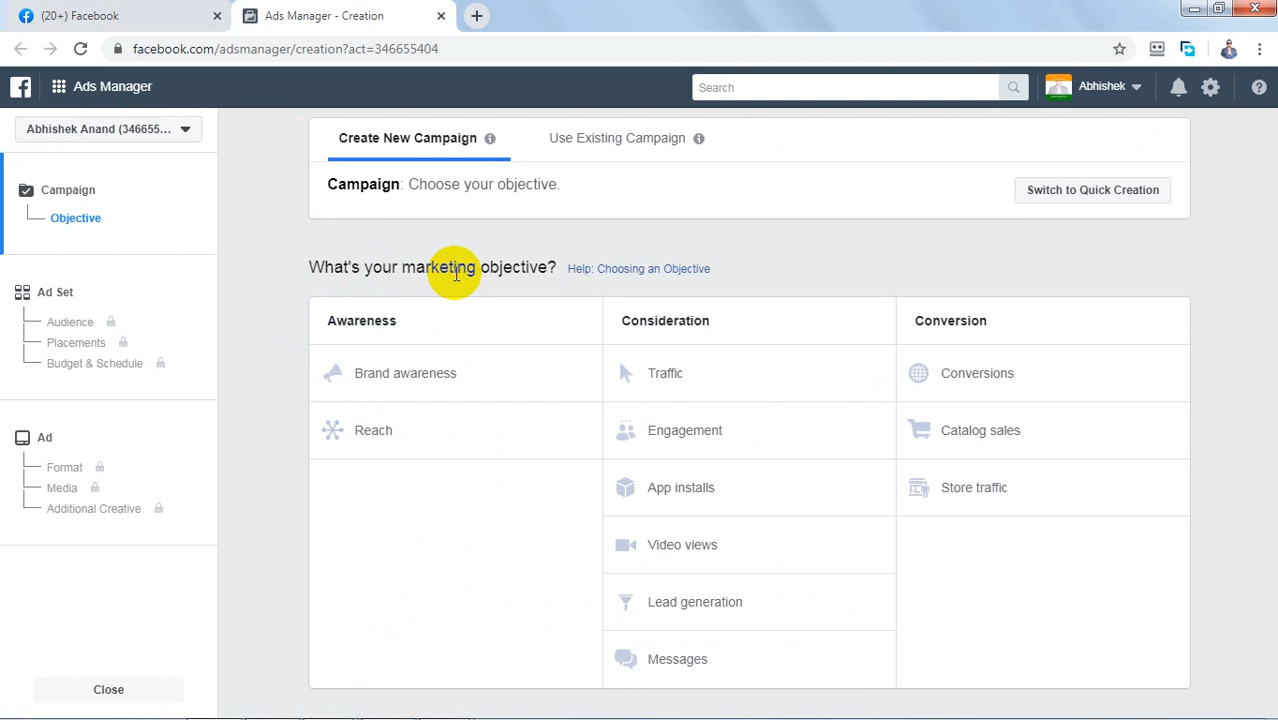 (20+) Facebook
Ads Manager - Creation
facebook.com/adsmanager/creation?act=346655404
Ads Manager
Search
Abhishek
Abhishek Anand (346655...
Campaign
Objective
Ad Set
Audience
Placements
Budget & Schedule
Ad
Format
Media
Additional Creative
Close
Create New Campaign
Use Existing Campaign
Campaign: Choose your objective.
Switch to Quick Creation
What's your marketing objective? Help: Choosing an Objective
Awareness
Brand awareness
Reach
Consideration
Traffic
Engagement
App installs
Video views
Lead generation
Messages
Conversion
Conversions
Catalog sales
Store traffic